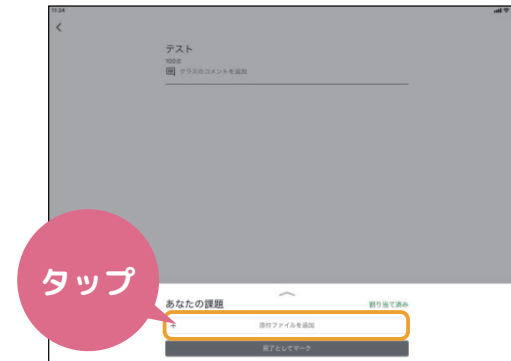 11:24
テスト
100点
クラスのコメントを追加
タップ
あなたの課題
割り当て済み
+ 添付ファイルを追加
完了としてマーク